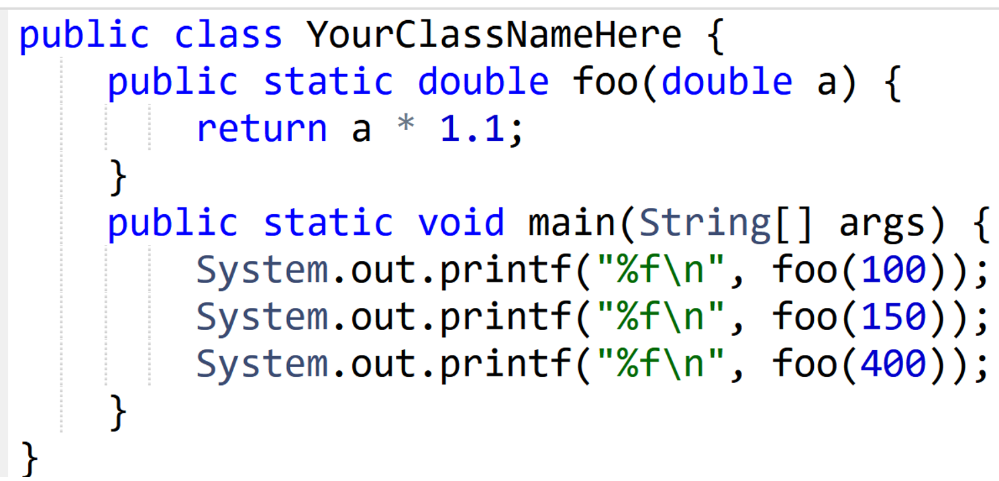 public class YourClassNameHere {
    public static double foo(double a) {
        return a * 1.1;
    }
    public static void main(String[] args) {
        System.out.printf("%f\n", foo(100));
        System.out.printf("%f\n", foo(150));
        System.out.printf("%f\n", foo(400));
    }
}